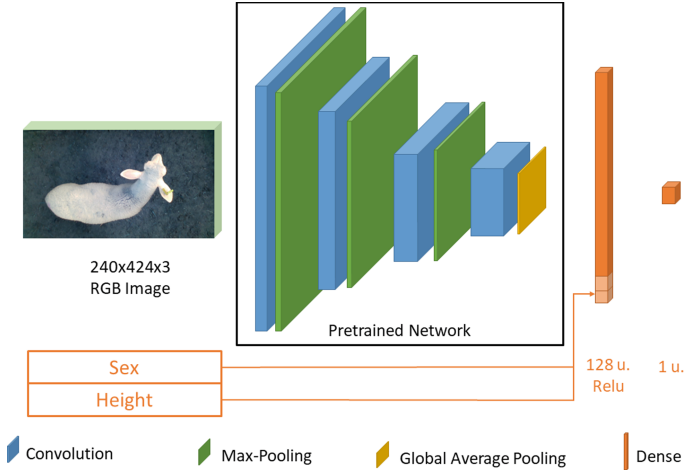 240x424x3
RGB Image
Pretrained Network
Sex
Height
128 u.
Relu
1 u.
Convolution
Max-Pooling
Global Average Pooling
Dense